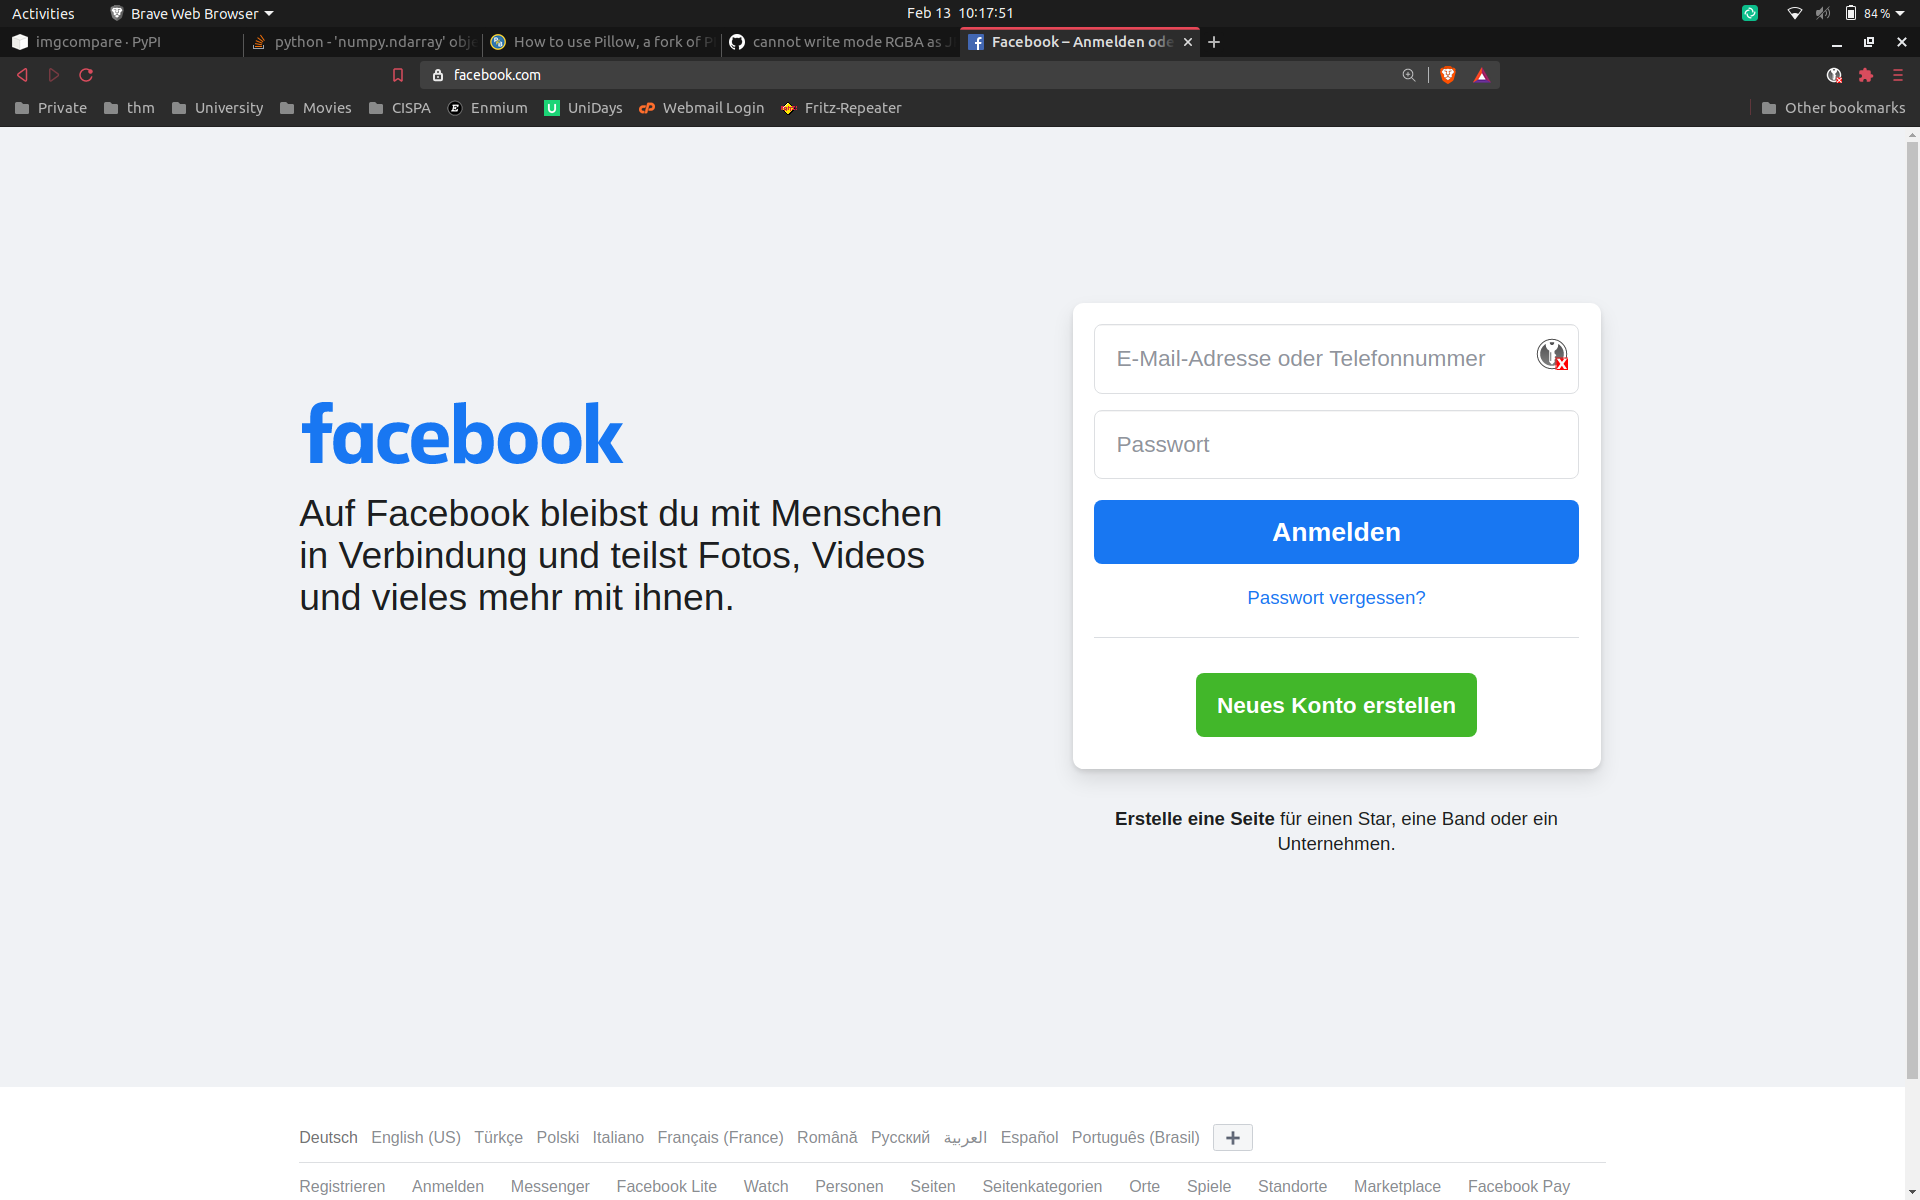 Activities Brave Web Browser Feb 13 10:17:51 84 %
imgcompare · PyPI python - 'numpy.ndarray' obj How to use Pillow, a fork of P cannot write mode RGBA as J Facebook – Anmelden ode
facebook.com
Private thm University Movies CISPA Enmium UniDays Webmail Login Fritz-Repeater Other bookmarks
facebook
Auf Facebook bleibst du mit Menschen
in Verbindung und teilst Fotos, Videos
und vieles mehr mit ihnen.
E-Mail-Adresse oder Telefonnummer
Passwort
Anmelden
Passwort vergessen?
Neues Konto erstellen
Erstelle eine Seite für einen Star, eine Band oder ein
Unternehmen.
Deutsch English (US) Türkçe Polski Italiano Français (France) Română Русский العربية Español Português (Brasil)
Registrieren Anmelden Messenger Facebook Lite Watch Personen Seiten Seitenkategorien Orte Spiele Standorte Marketplace Facebook Pay